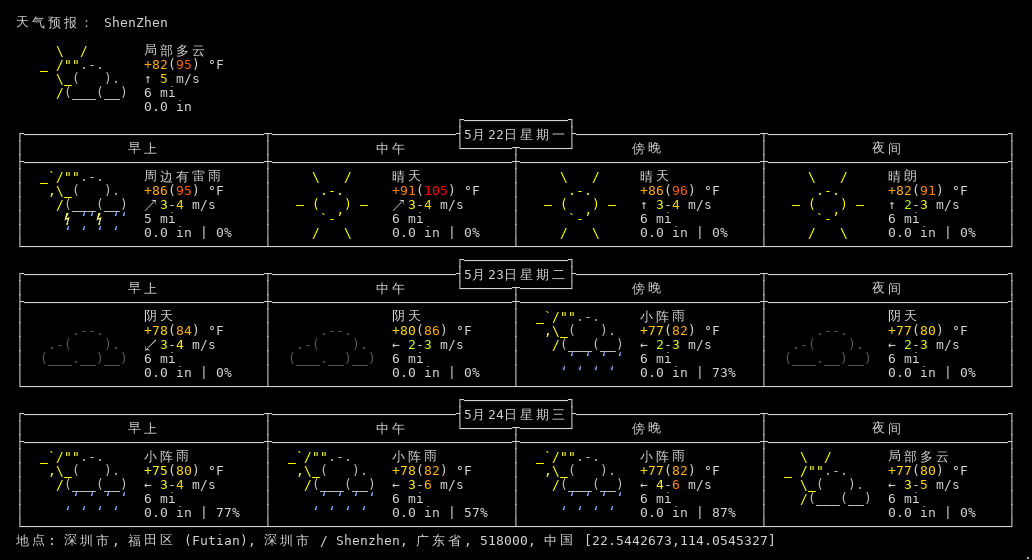 天气预报： ShenZhen
局部多云
+82(95) °F
↑ 5 m/s
6 mi
0.0 in
5月22日星期一
早上 中午 傍晚 夜间
周边有雷雨 晴天 晴天 晴朗
+86(95) °F +91(105) °F +86(96) °F +82(91) °F
↗ 3-4 m/s ↗ 3-4 m/s ↑ 3-4 m/s ↑ 2-3 m/s
5 mi 6 mi 6 mi 6 mi
0.0 in | 0% 0.0 in | 0% 0.0 in | 0% 0.0 in | 0%
5月23日星期二
早上 中午 傍晚 夜间
阴天 阴天 小阵雨 阴天
+78(84) °F +80(86) °F +77(82) °F +77(80) °F
↙ 3-4 m/s ← 2-3 m/s ← 2-3 m/s ← 2-3 m/s
6 mi 6 mi 6 mi 6 mi
0.0 in | 0% 0.0 in | 0% 0.0 in | 73% 0.0 in | 0%
5月24日星期三
早上 中午 傍晚 夜间
小阵雨 小阵雨 小阵雨 局部多云
+75(80) °F +78(82) °F +77(82) °F +77(80) °F
← 3-4 m/s ← 3-6 m/s ← 4-6 m/s ← 3-5 m/s
6 mi 6 mi 6 mi 6 mi
0.0 in | 77% 0.0 in | 57% 0.0 in | 87% 0.0 in | 0%
地点: 深圳市, 福田区 (Futian), 深圳市 / Shenzhen, 广东省, 518000, 中国 [22.5442673,114.0545327]